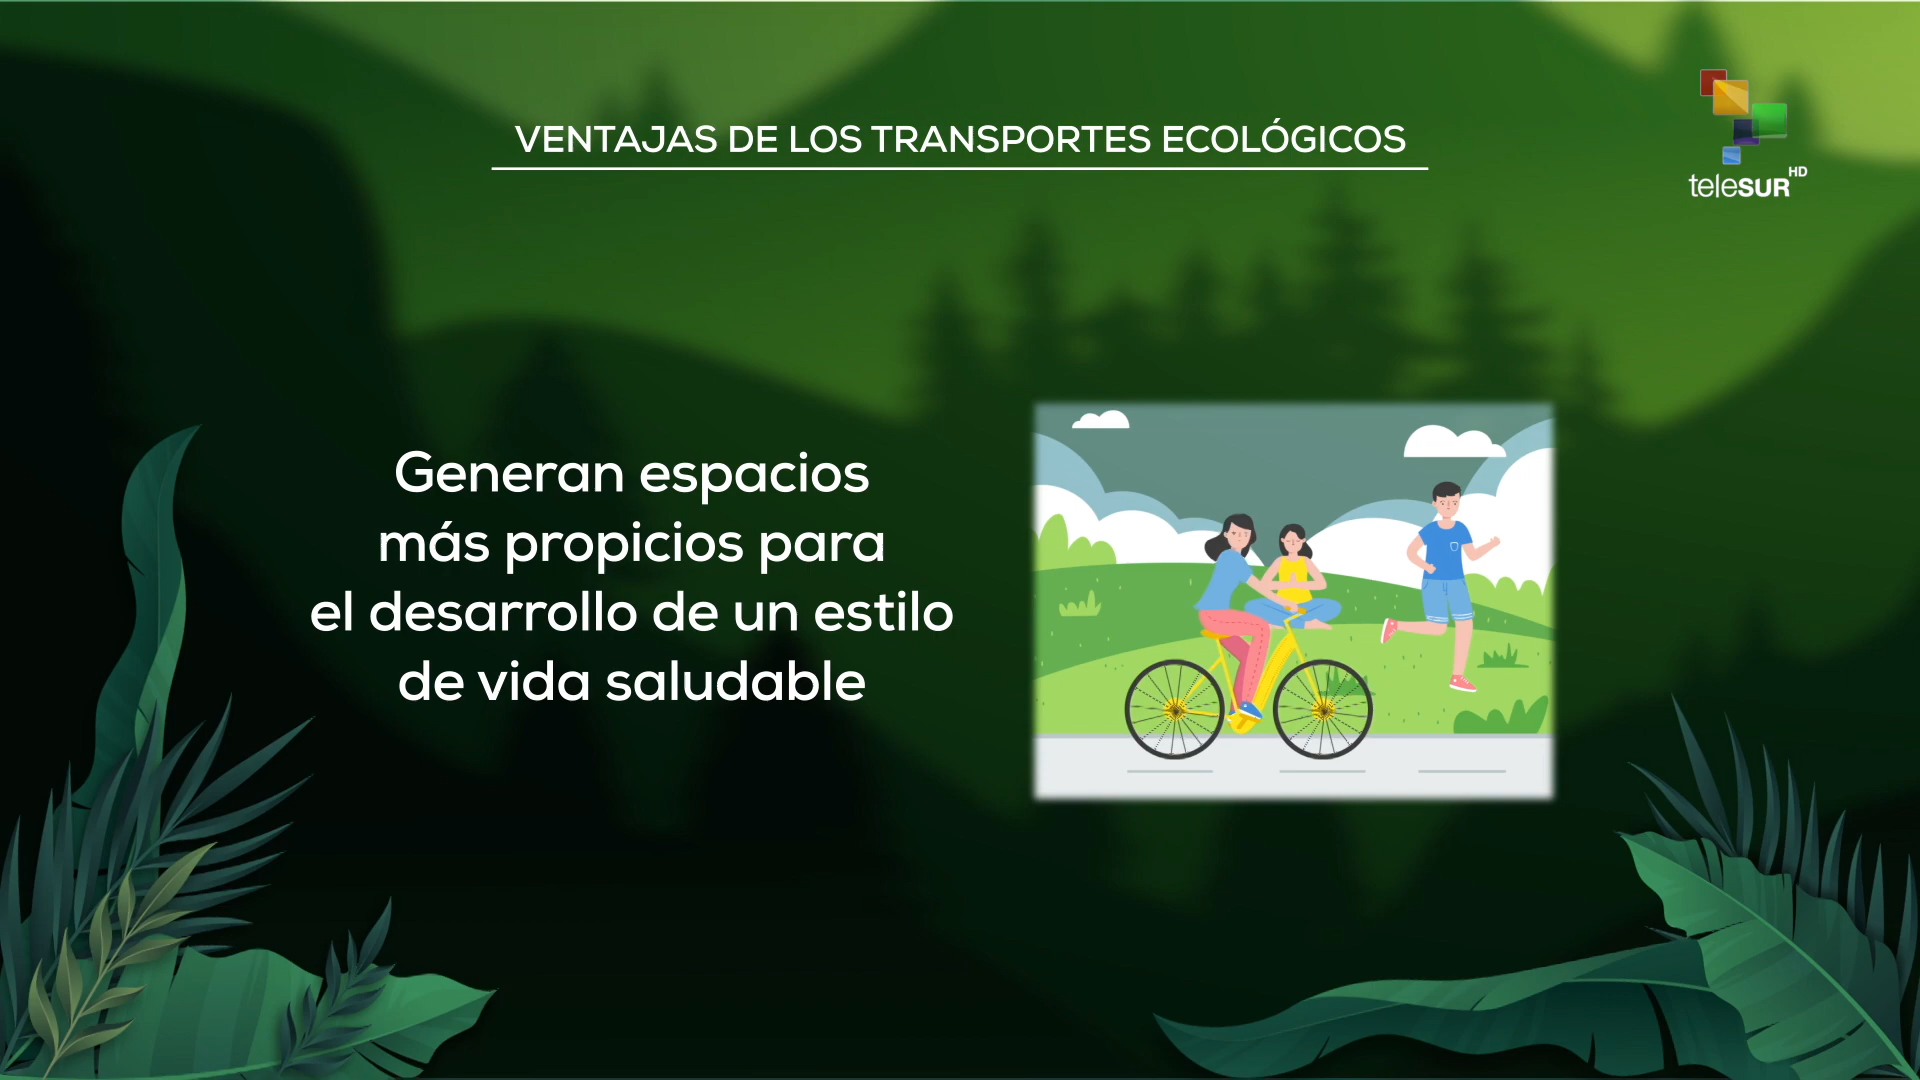 VENTAJAS DE LOS TRANSPORTES ECOLÓGICOS
teleSUR HD
Generan espacios
más propicios para
el desarrollo de un estilo
de vida saludable